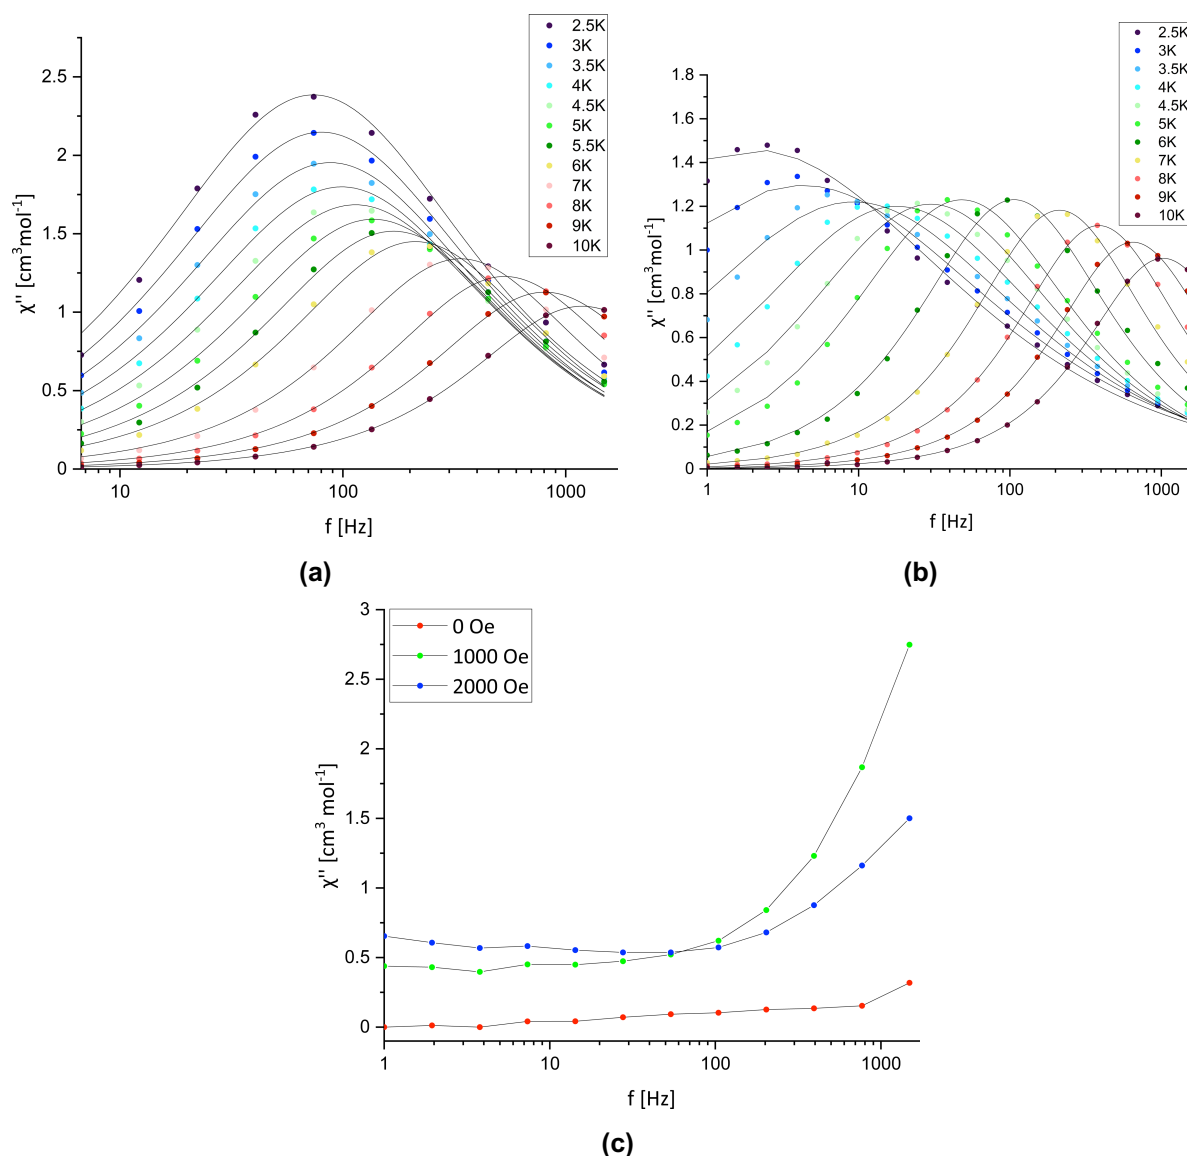 2.5K
3K
3.5K
4K
4.5K
5K
5.5K
6K
7K
8K
9K
10K
2.5
2
1.5
1
0.5
0
10
100
1000
χ'' [cm³mol⁻¹]
f [Hz]
(a)
2.5K
3K
3.5K
4K
4.5K
5K
6K
7K
8K
9K
10K
1.8
1.6
1.4
1.2
1.0
0.8
0.6
0.4
0.2
0
1
10
100
1000
χ'' [cm³mol⁻¹]
f [Hz]
(b)
0 Oe
1000 Oe
2000 Oe
3
2.5
2
1.5
1
0.5
0
1
10
100
1000
χ'' [cm³ mol⁻¹]
f [Hz]
(c)